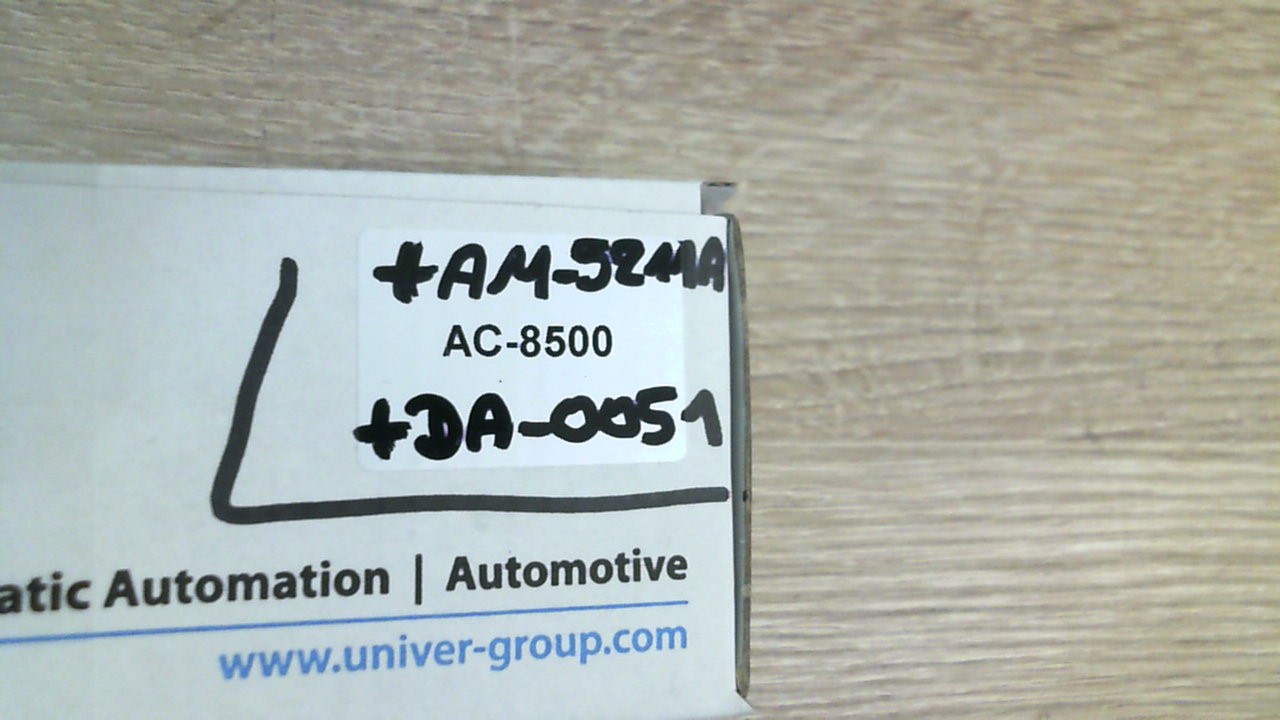 +AM-5211A
AC-8500
+DA-0051
atic Automation | Automotive
www.univer-group.com